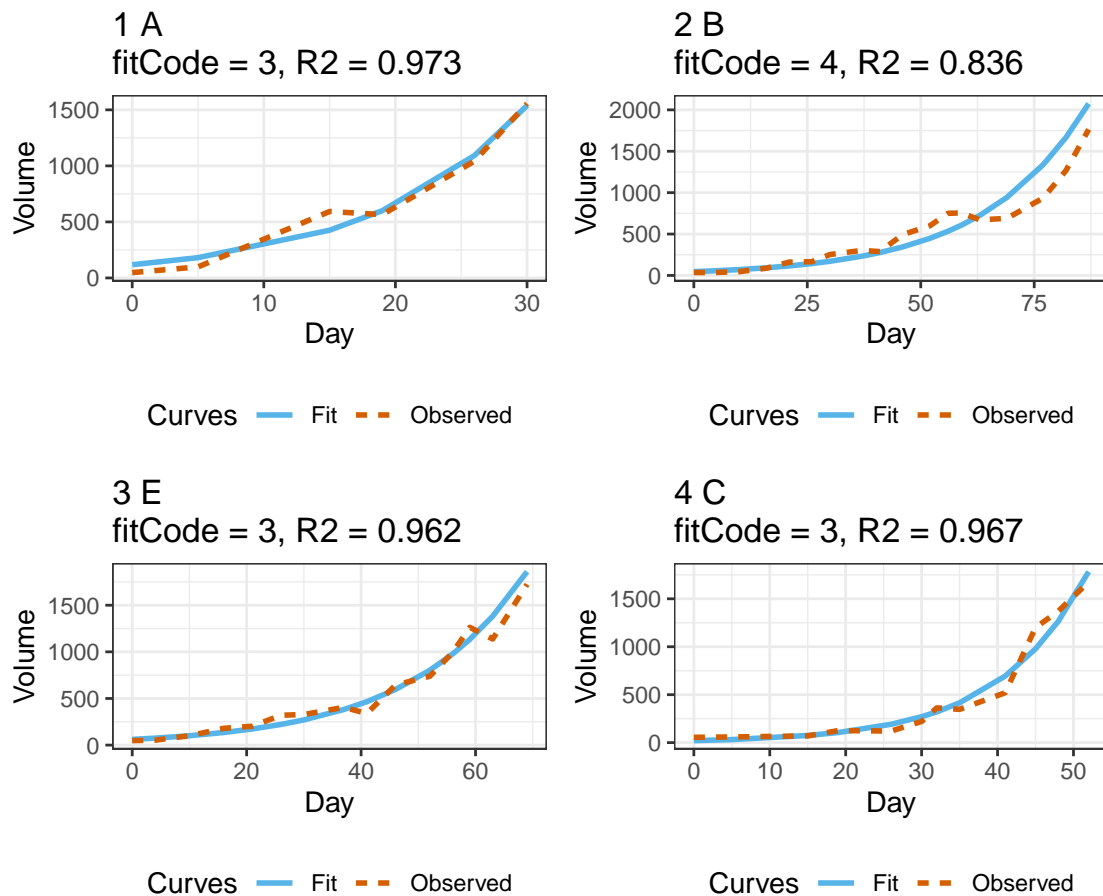 1 A
fitCode = 3, R2 = 0.973
1500
1000
500
0
Volume
0 10 20 30
Day
Curves Fit Observed
2 B
fitCode = 4, R2 = 0.836
2000
1500
1000
500
0
Volume
0 25 50 75
Day
Curves Fit Observed
3 E
fitCode = 3, R2 = 0.962
1500
1000
500
0
Volume
0 20 40 60
Day
Curves Fit Observed
4 C
fitCode = 3, R2 = 0.967
1500
1000
500
0
Volume
0 10 20 30 40 50
Day
Curves Fit Observed